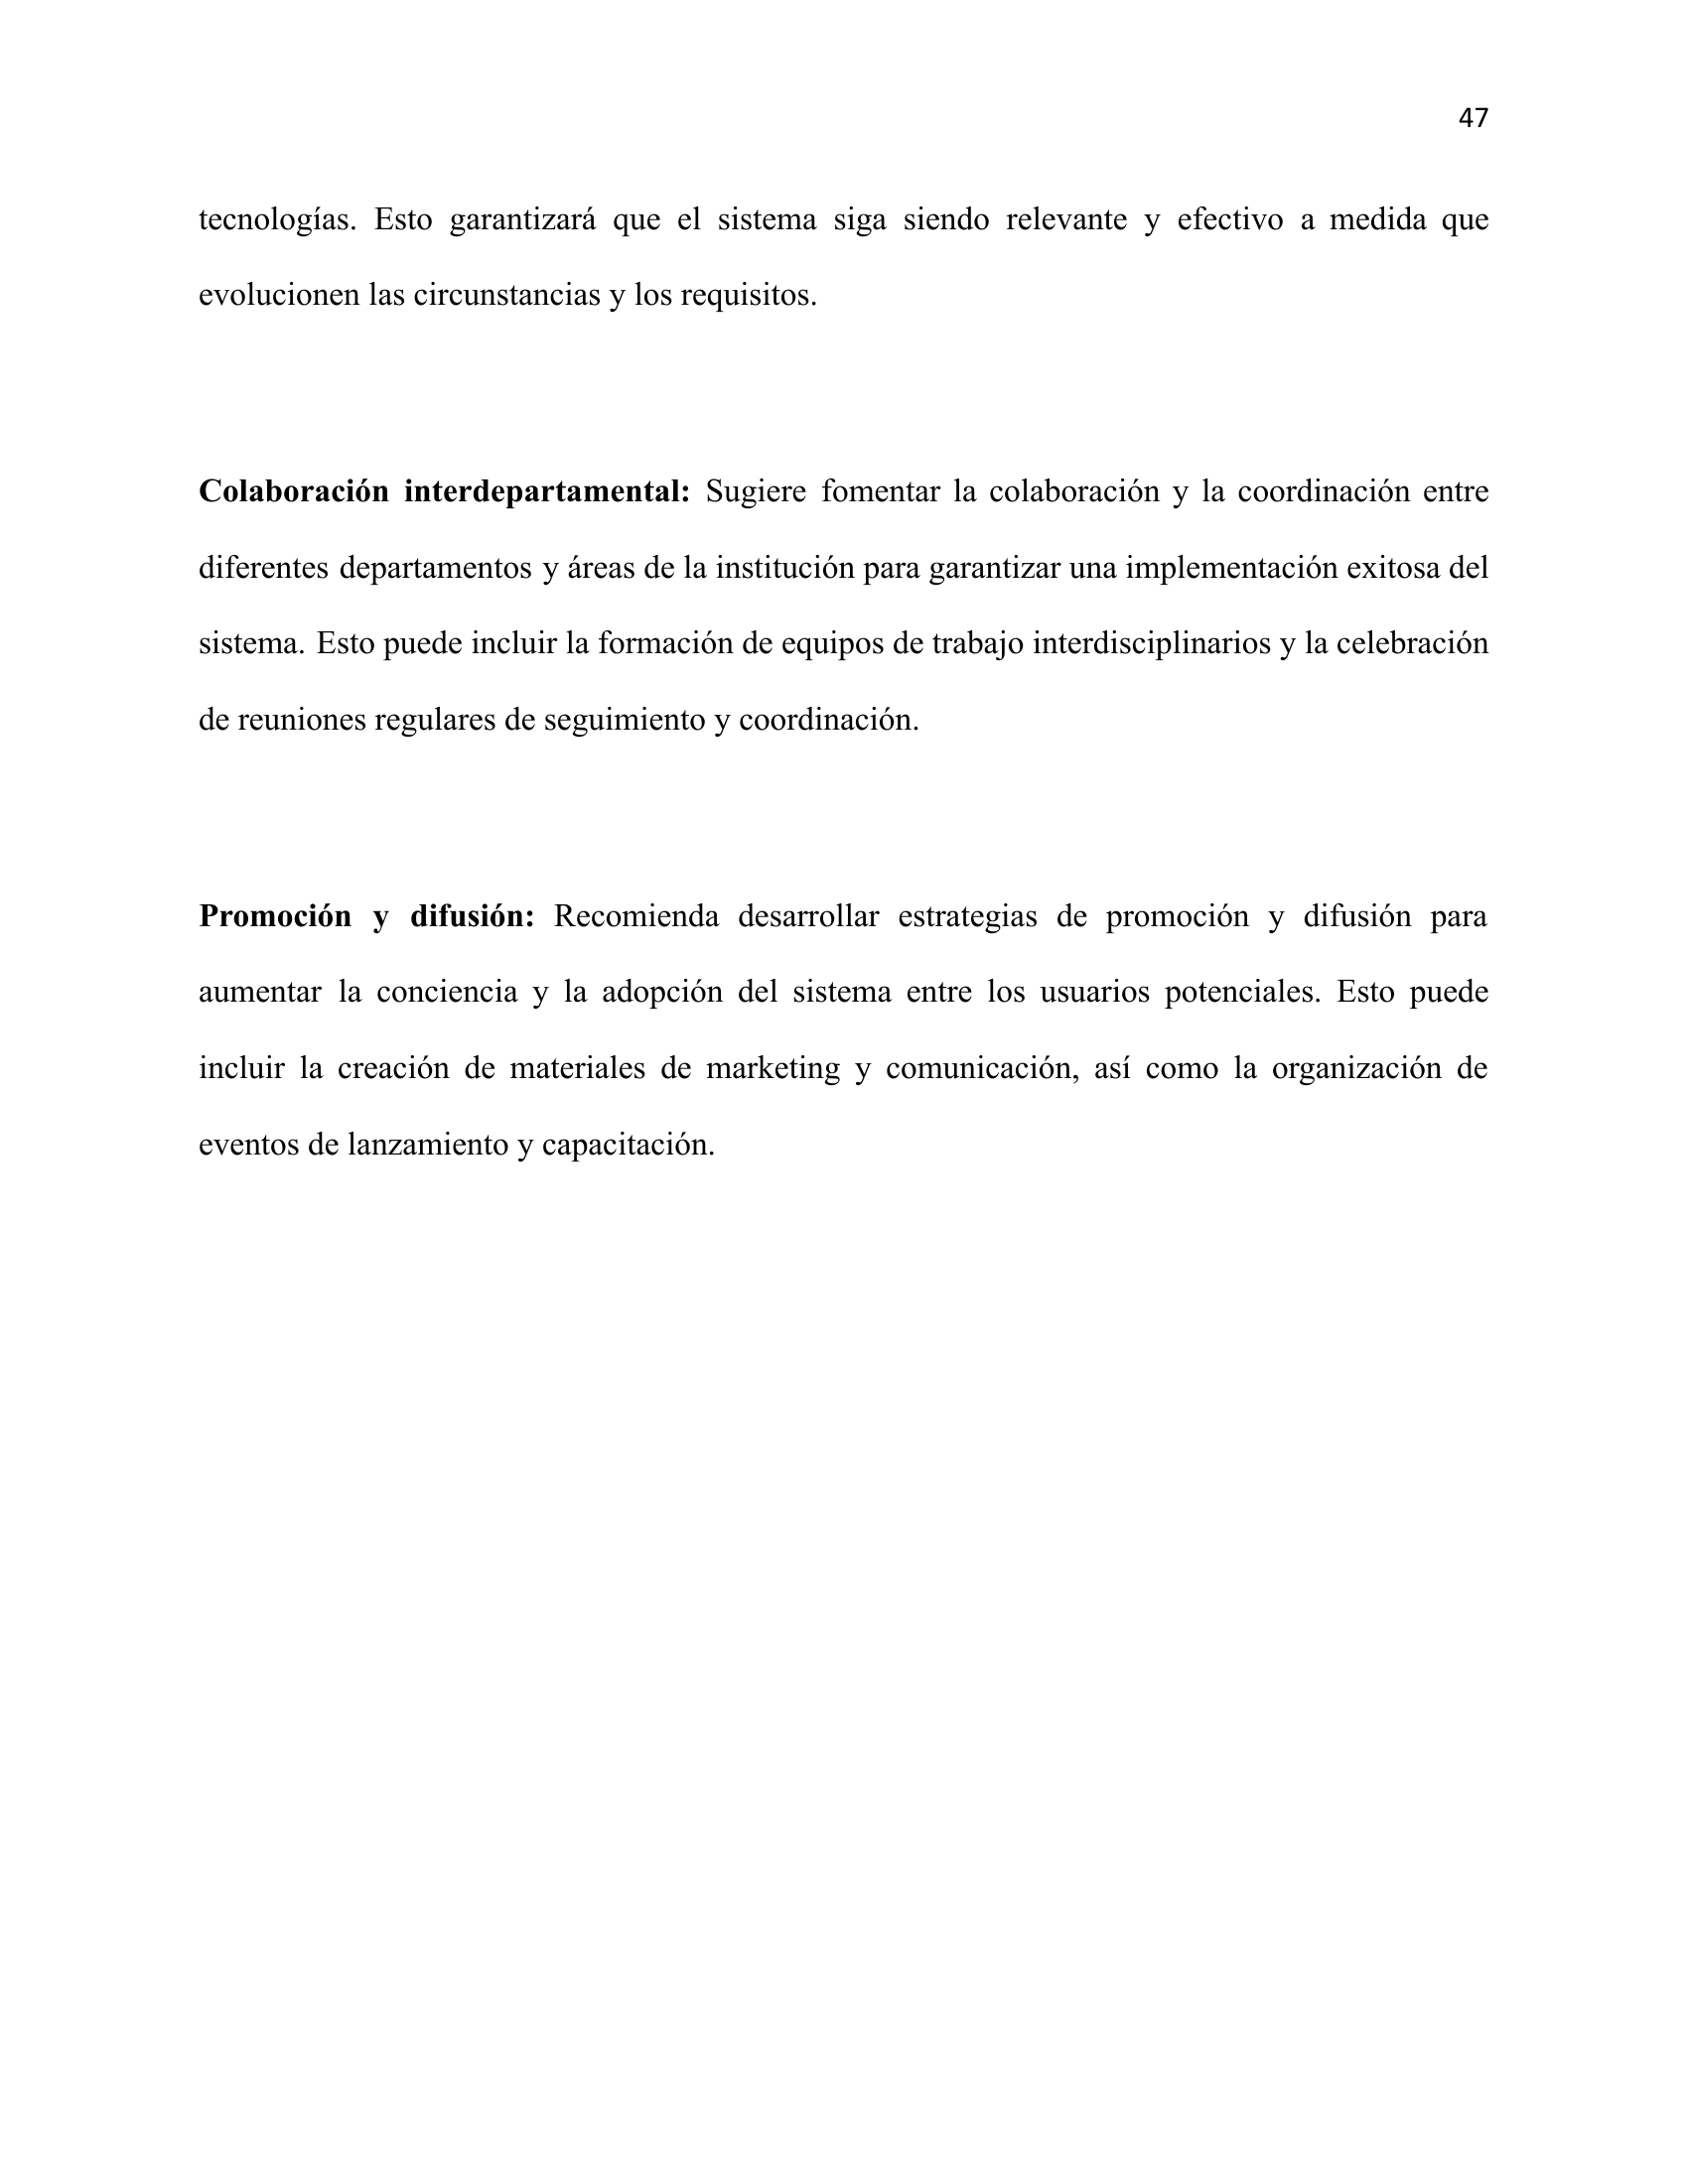 47
tecnologías. Esto garantizará que el sistema siga siendo relevante y efectivo a medida que
evolucionen las circunstancias y los requisitos.
Colaboración interdepartamental: Sugiere fomentar la colaboración y la coordinación entre
diferentes departamentos y áreas de la institución para garantizar una implementación exitosa del
sistema. Esto puede incluir la formación de equipos de trabajo interdisciplinarios y la celebración
de reuniones regulares de seguimiento y coordinación.
Promoción y difusión: Recomienda desarrollar estrategias de promoción y difusión para
aumentar la conciencia y la adopción del sistema entre los usuarios potenciales. Esto puede
incluir la creación de materiales de marketing y comunicación, así como la organización de
eventos de lanzamiento y capacitación.